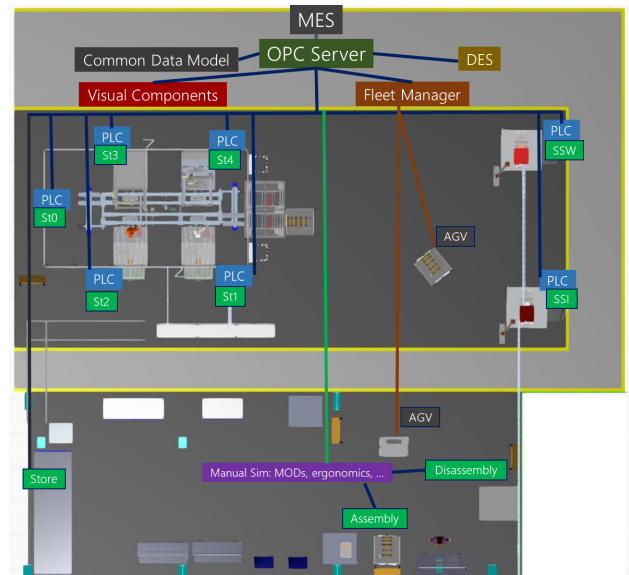 MES
OPC Server
Common Data Model
DES
Visual Components
Fleet Manager
PLC
St3
PLC
St4
PLC
SSW
PLC
St0
AGV
PLC
St2
PLC
St1
PLC
SSI
AGV
Store
Manual Sim: MODs, ergonomics, ...
Disassembly
Assembly